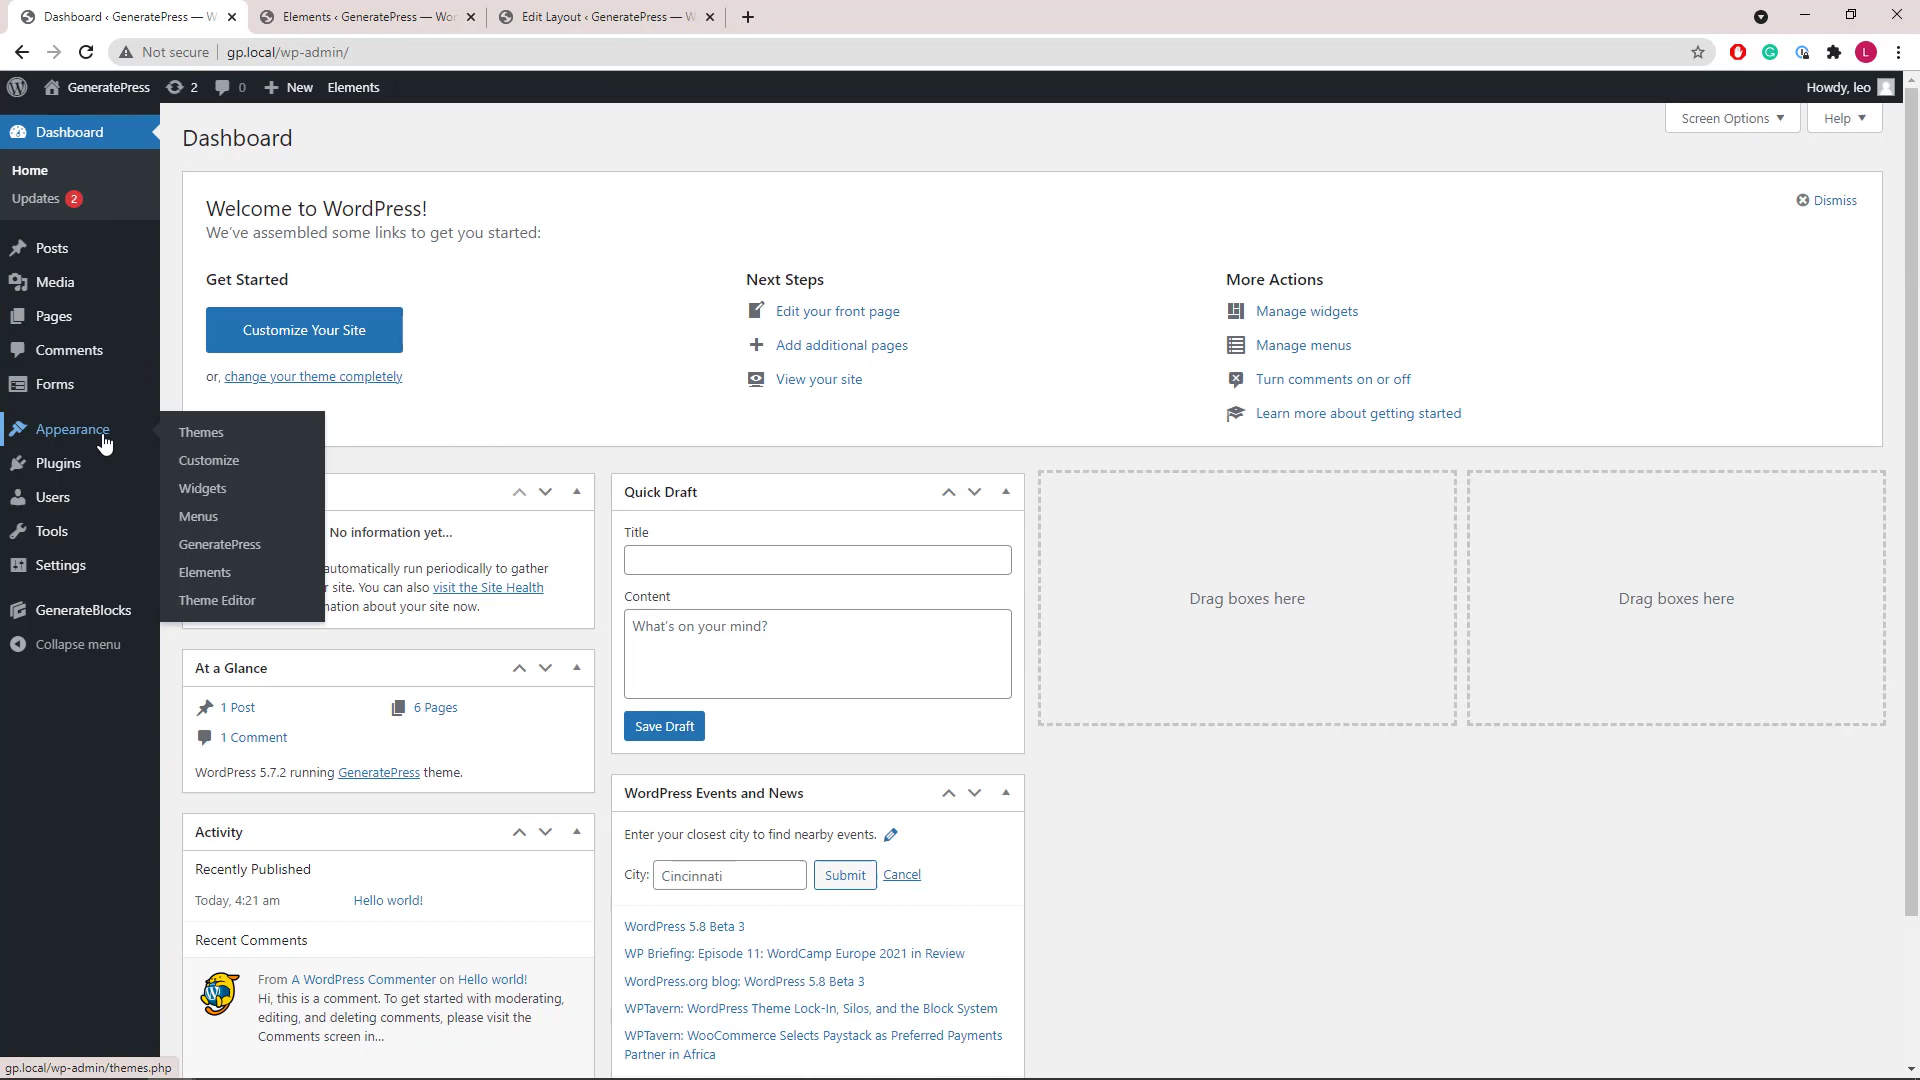 Dashboard ‹ GeneratePress — W
Elements ‹ GeneratePress — Wor
Edit Layout ‹ GeneratePress — W
Not secure
gp.local/wp-admin/
L
GeneratePress
2
0
New
Elements
Howdy, leo
Dashboard
Home
Updates 2
Posts
Media
Pages
Comments
Forms
Appearance
Plugins
Users
Tools
Settings
GenerateBlocks
Collapse menu
Themes
Customize
Widgets
Menus
GeneratePress
Elements
Theme Editor
Screen Options
Help
Dashboard
Welcome to WordPress!
We've assembled some links to get you started:
Dismiss
Get Started
Customize Your Site
or, change your theme completely
Next Steps
Edit your front page
Add additional pages
View your site
More Actions
Manage widgets
Manage menus
Turn comments on or off
Learn more about getting started
No information yet...
automatically run periodically to gather
site. You can also visit the Site Health
about your site now.
At a Glance
1 Post
6 Pages
1 Comment
WordPress 5.7.2 running GeneratePress theme.
Activity
Recently Published
Today, 4:21 am
Hello world!
Recent Comments
From A WordPress Commenter on Hello world!
Hi, this is a comment. To get started with moderating,
editing, and deleting comments, please visit the
Comments screen in...
Quick Draft
Title
Content
What's on your mind?
Save Draft
WordPress Events and News
Enter your closest city to find nearby events.
City:
Cincinnati
Submit
Cancel
WordPress 5.8 Beta 3
WP Briefing: Episode 11: WordCamp Europe 2021 in Review
WordPress.org blog: WordPress 5.8 Beta 3
WPTavern: WordPress Theme Lock-In, Silos, and the Block System
WPTavern: WooCommerce Selects Paystack as Preferred Payments
Partner in Africa
Drag boxes here
Drag boxes here
gp.local/wp-admin/themes.php